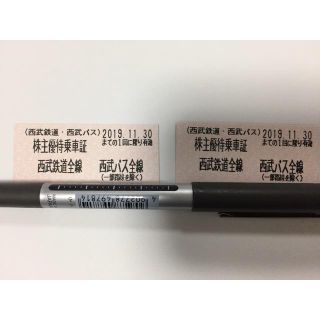 (西武鉄道・西武バス) 2019.11.30
株主優待乗車証 までの1回に限り有効
西武鉄道全線 西武バス全線
(一部路線を除く)
(西武鉄道・西武バス) 2019.11.30
株主優待乗車証 までの1回に限り有効
西武鉄道全線 西武バス全線
(一部路線を除く)